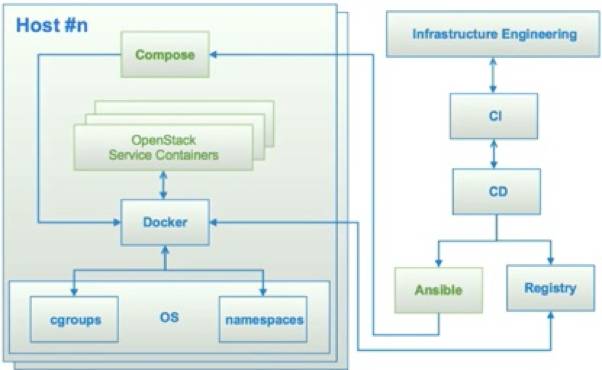 Host #n
Compose
OpenStack
Service Containers
Docker
cgroups
OS
namespaces
Infrastructure Engineering
CI
CD
Ansible
Registry